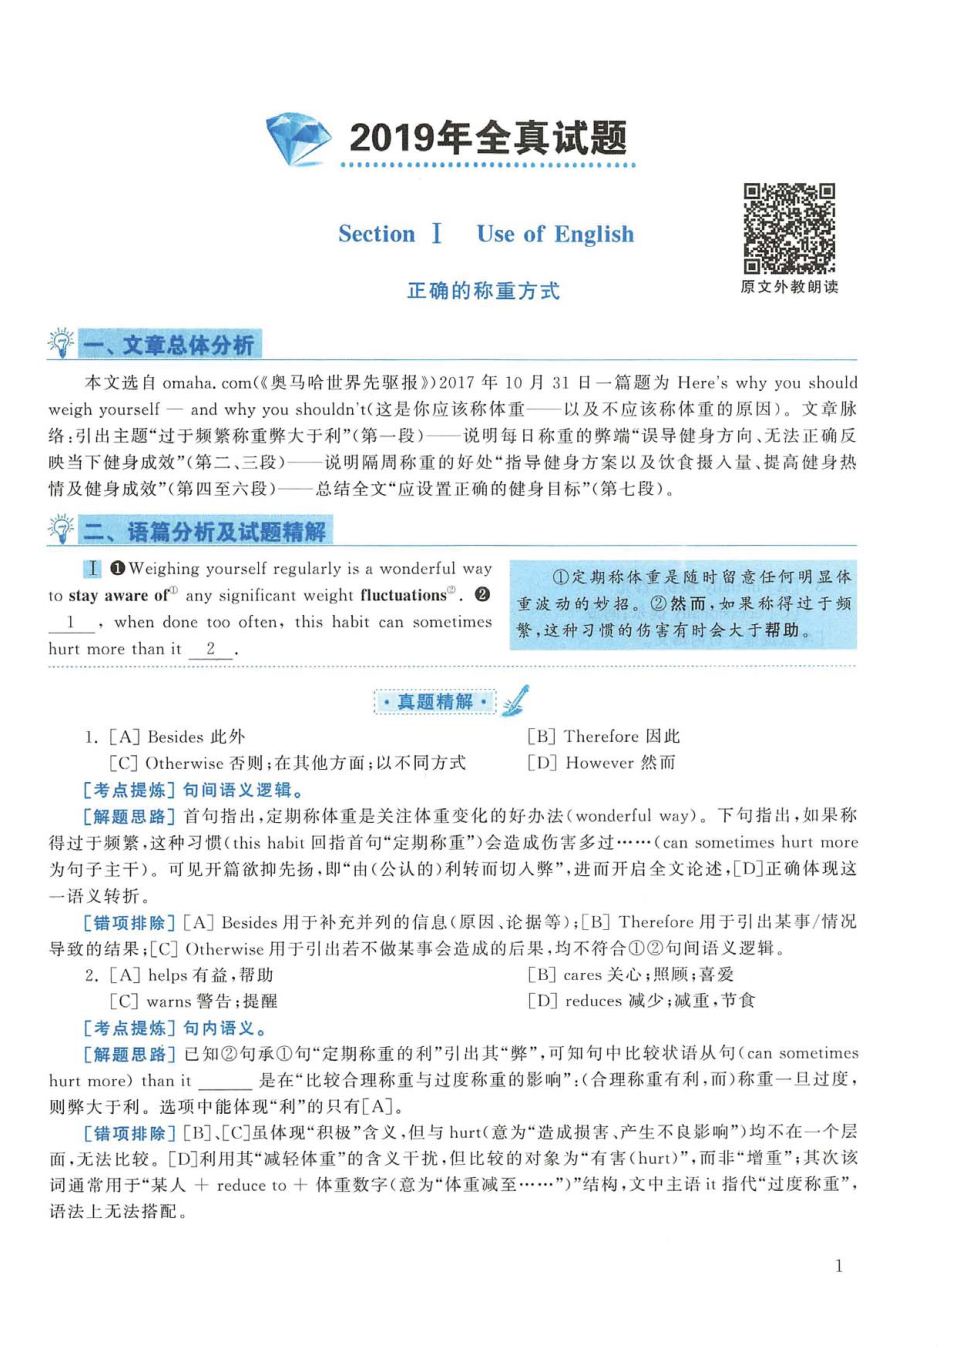 2019年全真试题
Section Ⅰ Use of English
原文外教朗读
正确的称重方式
一、文章总体分析
本文选自 omaha.com(《奥马哈世界先驱报》)2017 年 10 月 31 日一篇题为 Here's why you should
weigh yourself — and why you shouldn't(这是你应该称体重——以及不应该称体重的原因)。文章脉
络:引出主题“过于频繁称重弊大于利”(第一段)——说明每日称重的弊端“误导健身方向、无法正确反
映当下健身成效”(第二、三段)——说明隔周称重的好处“指导健身方案以及饮食摄入量、提高健身热
情及健身成效”(第四至六段)——总结全文“应设置正确的健身目标”(第七段)。
二、语篇分析及试题精解
Ⅰ ❶Weighing yourself regularly is a wonderful way
to stay aware of① any significant weight fluctuations②. ❷
1 , when done too often, this habit can sometimes
hurt more than it 2 .
①定期称体重是随时留意任何明显体
重波动的妙招。②然而,如果称得过于频
繁,这种习惯的伤害有时会大于帮助。
·真题精解·
1. [A] Besides 此外 [B] Therefore 因此
[C] Otherwise 否则;在其他方面;以不同方式 [D] However 然而
[考点提炼] 句间语义逻辑。
[解题思路] 首句指出,定期称体重是关注体重变化的好办法(wonderful way)。下句指出,如果称
得过于频繁,这种习惯(this habit 回指首句“定期称重”)会造成伤害多过……(can sometimes hurt more
为句子主干)。可见开篇欲抑先扬,即“由(公认的)利转而切入弊”,进而开启全文论述,[D]正确体现这
一语义转折。
[错项排除] [A] Besides 用于补充并列的信息(原因、论据等);[B] Therefore 用于引出某事/情况
导致的结果;[C] Otherwise 用于引出若不做某事会造成的后果,均不符合①②句间语义逻辑。
2. [A] helps 有益,帮助 [B] cares 关心;照顾;喜爱
[C] warns 警告;提醒 [D] reduces 减少;减重,节食
[考点提炼] 句内语义。
[解题思路] 已知②句承①句“定期称重的利”引出其“弊”,可知句中比较状语从句(can sometimes
hurt more) than it ______ 是在“比较合理称重与过度称重的影响”:(合理称重有利,而)称重一旦过度,
则弊大于利。选项中能体现“利”的只有[A]。
[错项排除] [B]、[C]虽体现“积极”含义,但与 hurt(意为“造成损害、产生不良影响”)均不在一个层
面,无法比较。[D]利用其“减轻体重”的含义干扰,但比较的对象为“有害(hurt)”,而非“增重”;其次该
词通常用于“某人 + reduce to + 体重数字(意为“体重减至……”)”结构,文中主语 it 指代“过度称重”,
语法上无法搭配。
1